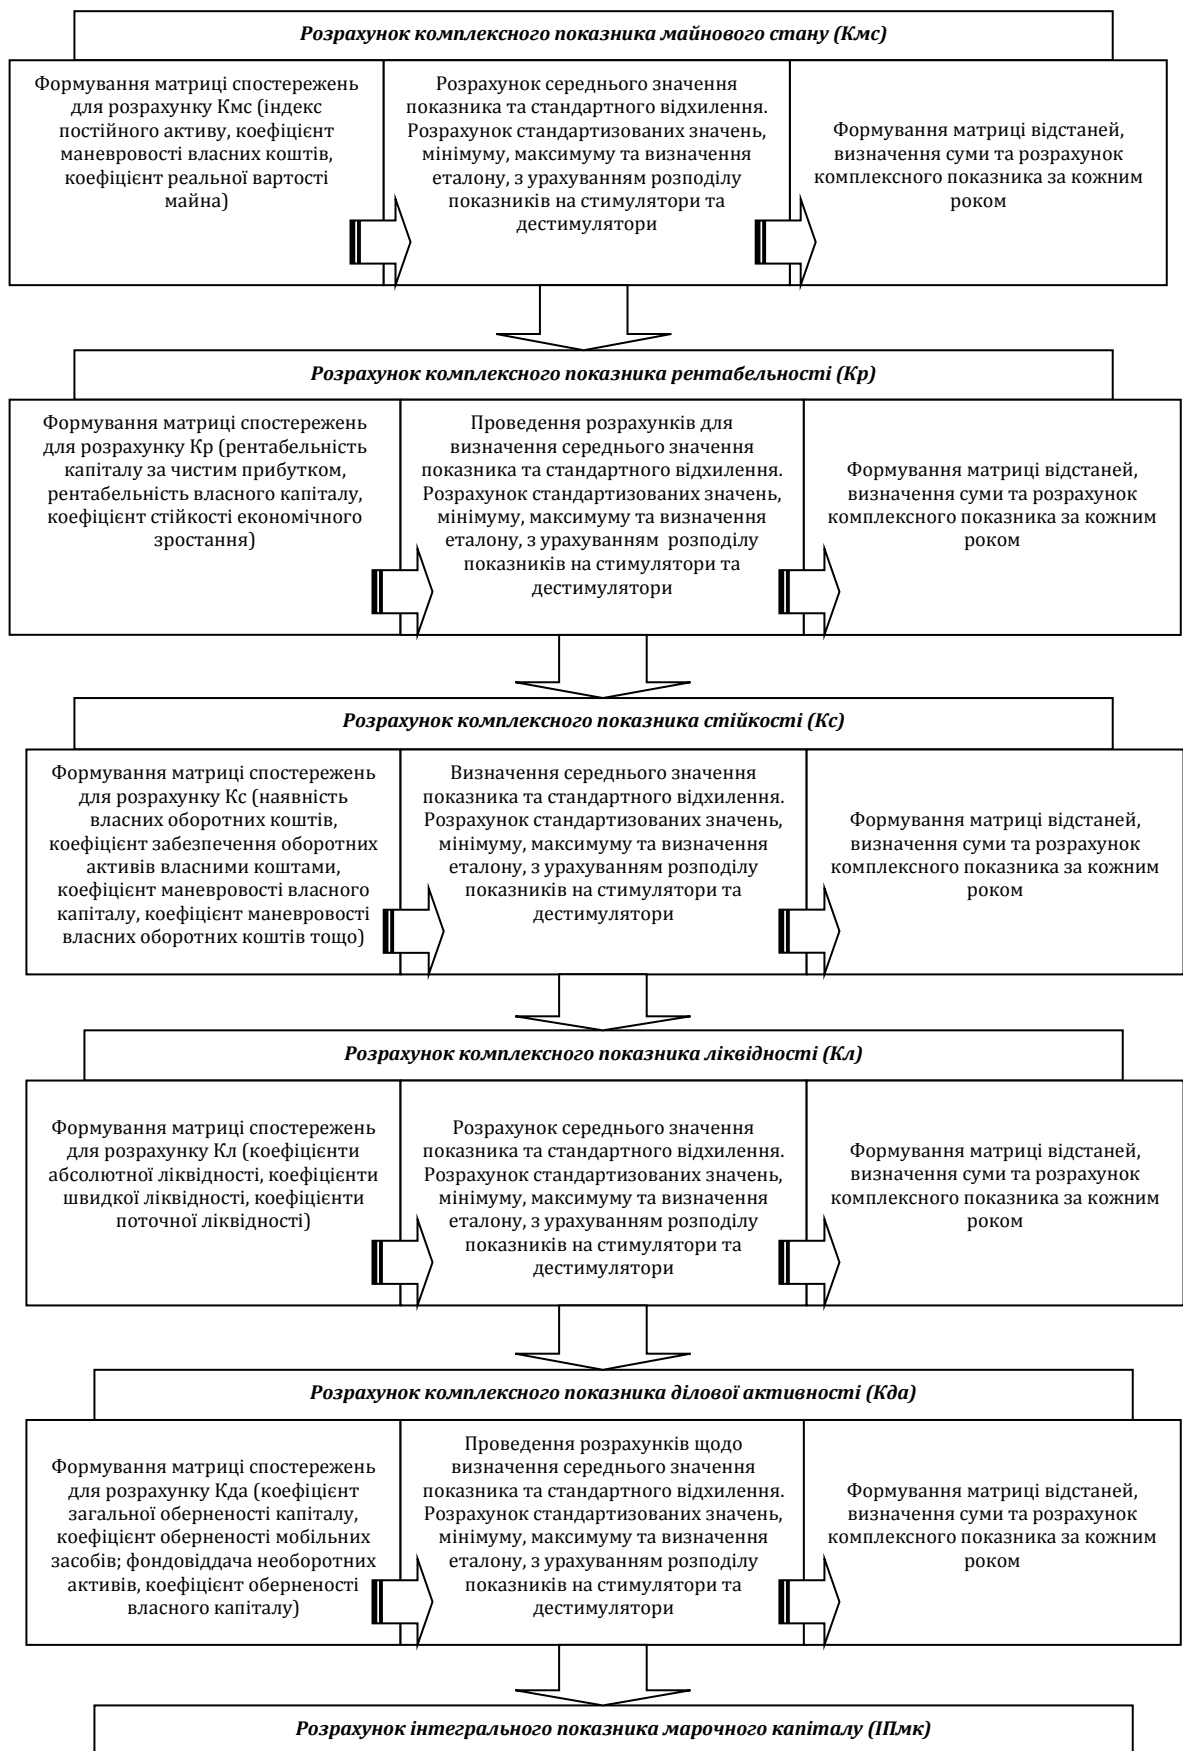 Розрахунок комплексного показника майнового стану (Кмс)
Формування матриці спостережень
для розрахунку Кмс (індекс
постійного активу, коефіцієнт
маневровості власних коштів,
коефіцієнт реальної вартості
майна)
Розрахунок середнього значення
показника та стандартного відхилення.
Розрахунок стандартизованих значень,
мінімуму, максимуму та визначення
еталону, з урахуванням розподілу
показників на стимулятори та
дестимулятори
Формування матриці відстаней,
визначення суми та розрахунок
комплексного показника за кожним
роком
Розрахунок комплексного показника рентабельності (Кр)
Формування матриці спостережень
для розрахунку Кр (рентабельність
капіталу за чистим прибутком,
рентабельність власного капіталу,
коефіцієнт стійкості економічного
зростання)
Проведення розрахунків для
визначення середнього значення
показника та стандартного відхилення.
Розрахунок стандартизованих значень,
мінімуму, максимуму та визначення
еталону, з урахуванням розподілу
показників на стимулятори та
дестимулятори
Формування матриці відстаней,
визначення суми та розрахунок
комплексного показника за кожним
роком
Розрахунок комплексного показника стійкості (Кс)
Формування матриці спостережень
для розрахунку Кс (наявність
власних оборотних коштів,
коефіцієнт забезпечення оборотних
активів власними коштами,
коефіцієнт маневровості власного
капіталу, коефіцієнт маневровості
власних оборотних коштів тощо)
Визначення середнього значення
показника та стандартного відхилення.
Розрахунок стандартизованих значень,
мінімуму, максимуму та визначення
еталону, з урахуванням розподілу
показників на стимулятори та
дестимулятори
Формування матриці відстаней,
визначення суми та розрахунок
комплексного показника за кожним
роком
Розрахунок комплексного показника ліквідності (Кл)
Формування матриці спостережень
для розрахунку Кл (коефіцієнти
абсолютної ліквідності, коефіцієнти
швидкої ліквідності, коефіцієнти
поточної ліквідності)
Розрахунок середнього значення
показника та стандартного відхилення.
Розрахунок стандартизованих значень,
мінімуму, максимуму та визначення
еталону, з урахуванням розподілу
показників на стимулятори та
дестимулятори
Формування матриці відстаней,
визначення суми та розрахунок
комплексного показника за кожним
роком
Розрахунок комплексного показника ділової активності (Кда)
Формування матриці спостережень
для розрахунку Кда (коефіцієнт
загальної оберненості капіталу,
коефіцієнт оберненості мобільних
засобів; фондовіддача необоротних
активів, коефіцієнт оберненості
власного капіталу)
Проведення розрахунків щодо
визначення середнього значення
показника та стандартного відхилення.
Розрахунок стандартизованих значень,
мінімуму, максимуму та визначення
еталону, з урахуванням розподілу
показників на стимулятори та
дестимулятори
Формування матриці відстаней,
визначення суми та розрахунок
комплексного показника за кожним
роком
Розрахунок інтегрального показника марочного капіталу (ІПмк)